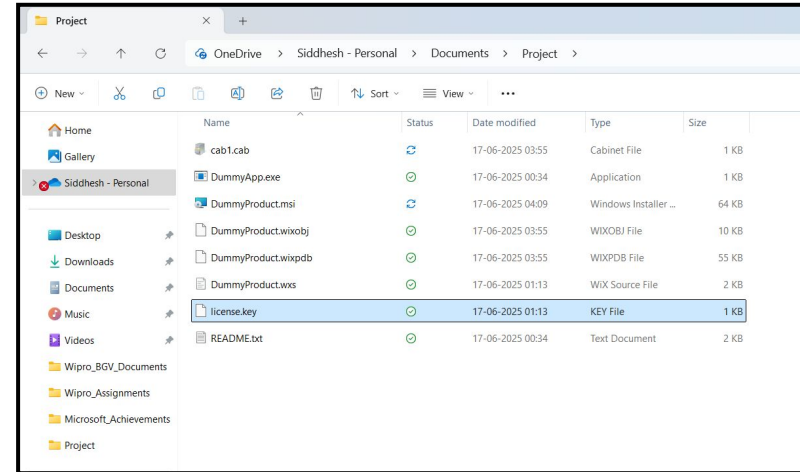 Project
OneDrive > Siddhesh - Personal > Documents > Project >
New Sort View
Name Status Date modified Type Size
Home
Gallery
Siddhesh - Personal
Desktop
Downloads
Documents
Music
Videos
Wipro_BGV_Documents
Wipro_Assignments
Microsoft_Achievements
Project
cab1.cab 17-06-2025 03:55 Cabinet File 1 KB
DummyApp.exe 17-06-2025 00:34 Application 1 KB
DummyProduct.msi 17-06-2025 04:09 Windows Installer ... 64 KB
DummyProduct.wixobj 17-06-2025 03:55 WIXOBJ File 10 KB
DummyProduct.wixpdb 17-06-2025 03:55 WIXPDB File 55 KB
DummyProduct.wxs 17-06-2025 01:13 WiX Source File 2 KB
license.key 17-06-2025 01:13 KEY File 1 KB
README.txt 17-06-2025 00:34 Text Document 2 KB